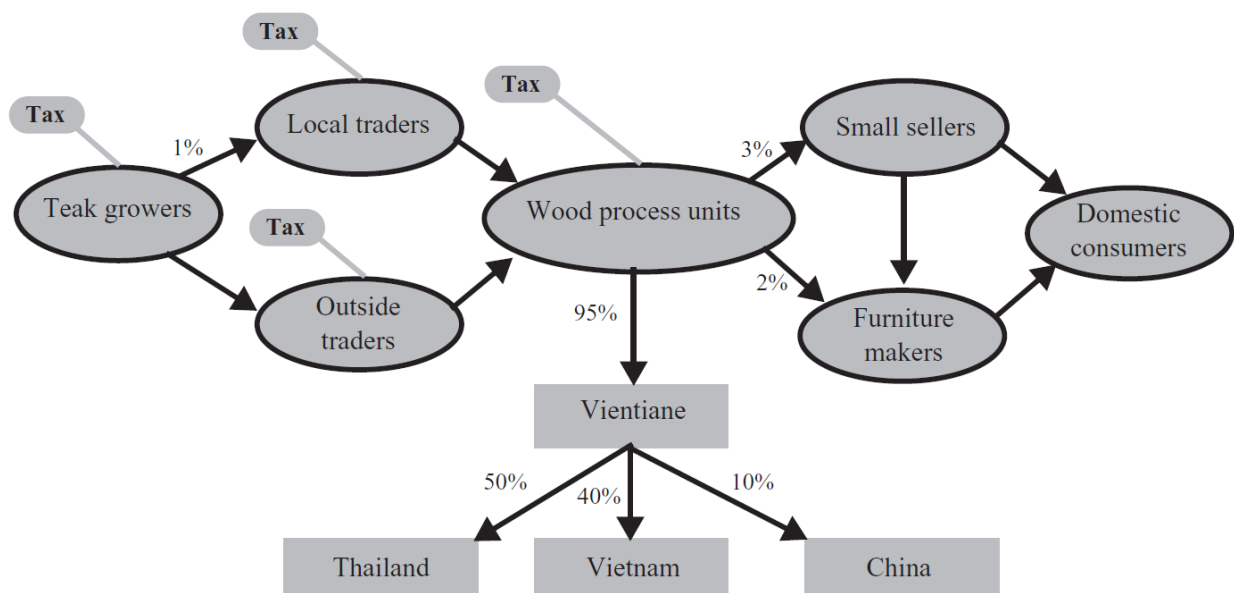 Tax
Tax
Tax
Tax
1%
Local traders
Small sellers
3%
Teak growers
Wood process units
Domestic
consumers
Outside
traders
2%
95%
Furniture
makers
Vientiane
50%
40%
10%
Thailand
Vietnam
China